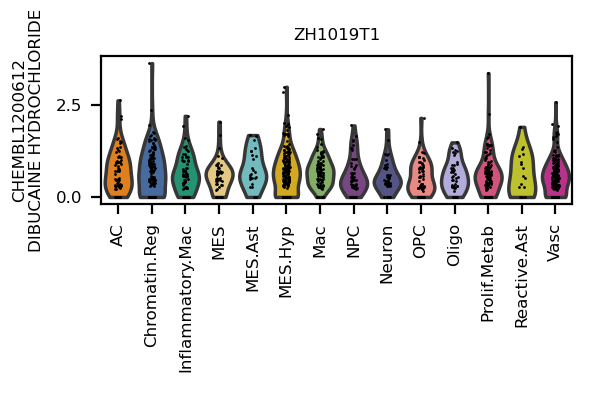 ZH1019T1
CHEMBL1200612
DIBUCAINE HYDROCHLORIDE
2.5
0.0
AC
Chromatin.Reg
Inflammatory.Mac
MES
MES.Ast
MES.Hyp
Mac
NPC
Neuron
OPC
Oligo
Prolif.Metab
Reactive.Ast
Vasc